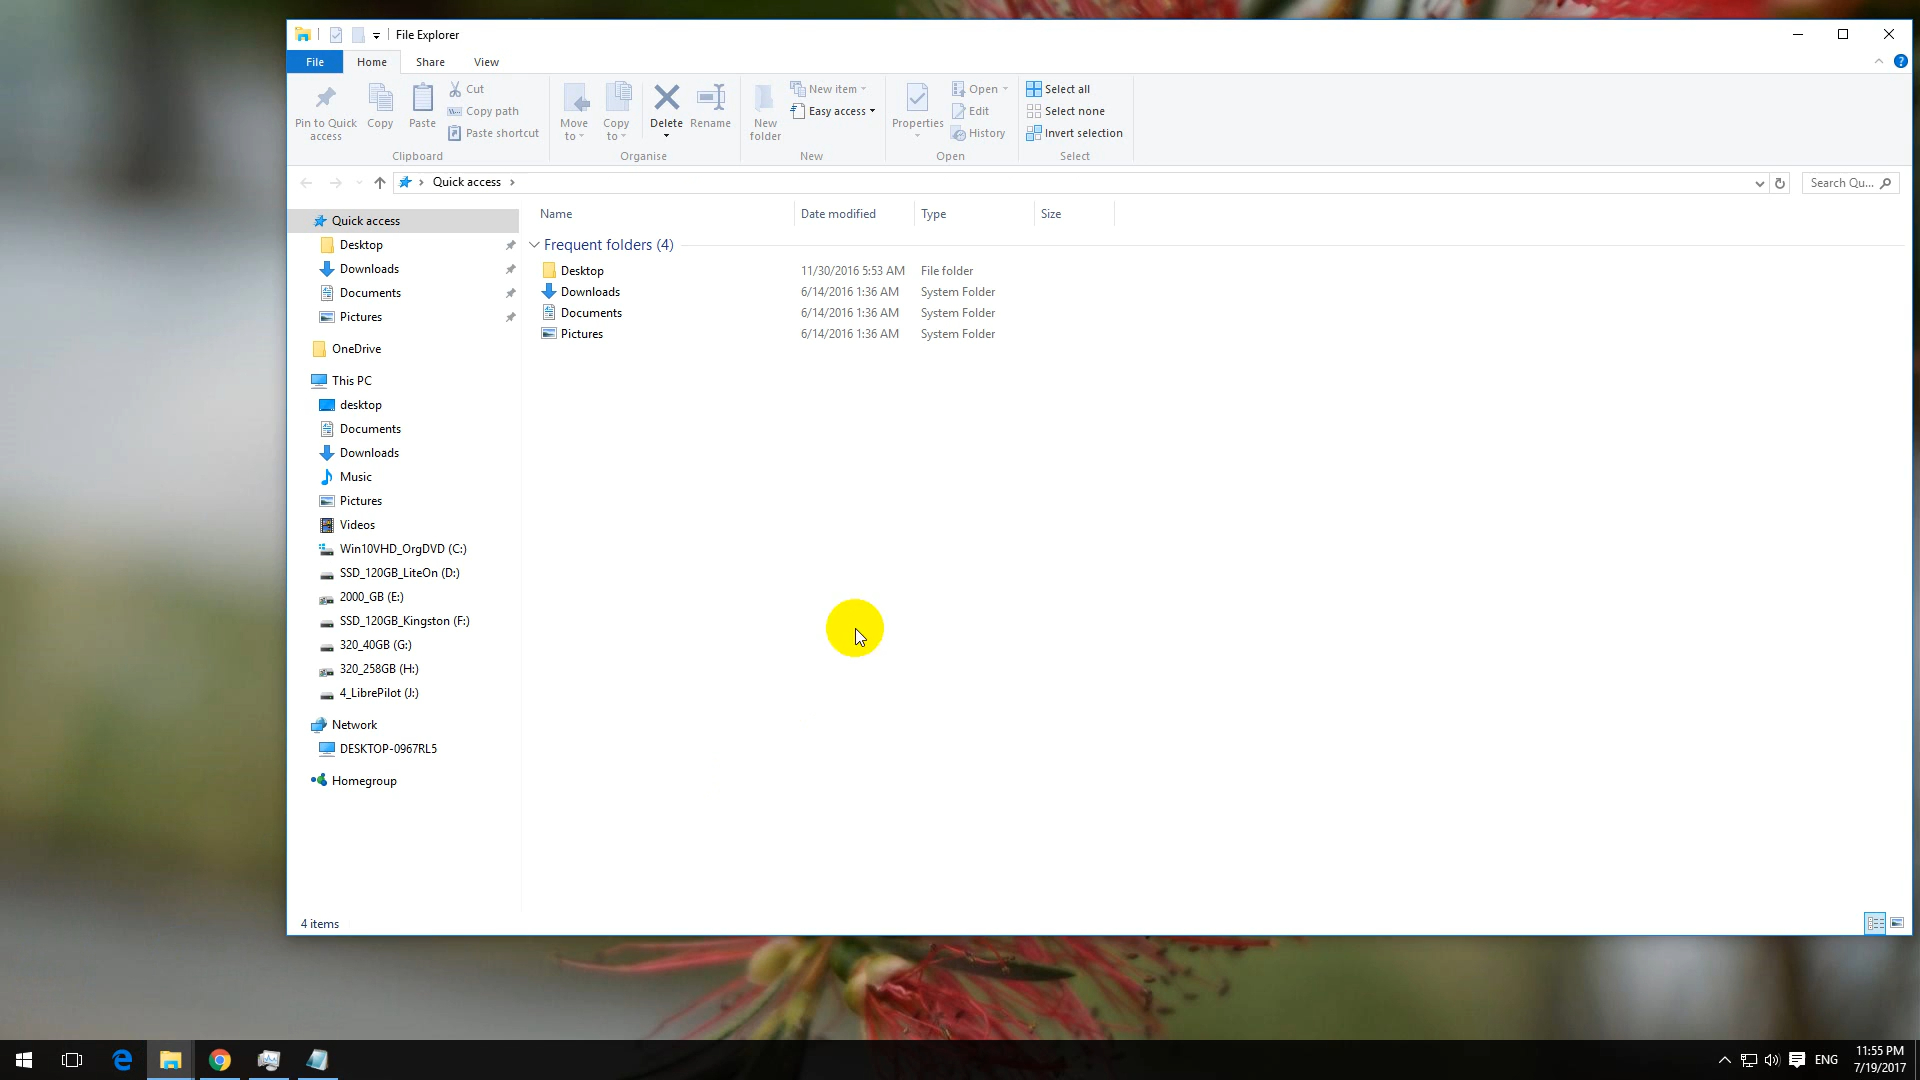 File Explorer
File Home Share View
Pin to Quick access
Copy
Paste
Cut
Copy path
Paste shortcut
Clipboard
Move to
Copy to
Delete
Rename
Organise
New folder
New item
Easy access
New
Properties
Open
Edit
History
Open
Select all
Select none
Invert selection
Select
Quick access
Search Qu...
Quick access
Desktop
Downloads
Documents
Pictures
OneDrive
This PC
desktop
Documents
Downloads
Music
Pictures
Videos
Win10VHD_OrgDVD (C:)
SSD_120GB_LiteOn (D:)
2000_GB (E:)
SSD_120GB_Kingston (F:)
320_40GB (G:)
320_258GB (H:)
4_LibrePilot (J:)
Network
DESKTOP-0967RL5
Homegroup
Name Date modified Type Size
Frequent folders (4)
Desktop 11/30/2016 5:53 AM File folder
Downloads 6/14/2016 1:36 AM System Folder
Documents 6/14/2016 1:36 AM System Folder
Pictures 6/14/2016 1:36 AM System Folder
4 items
ENG
11:55 PM
7/19/2017